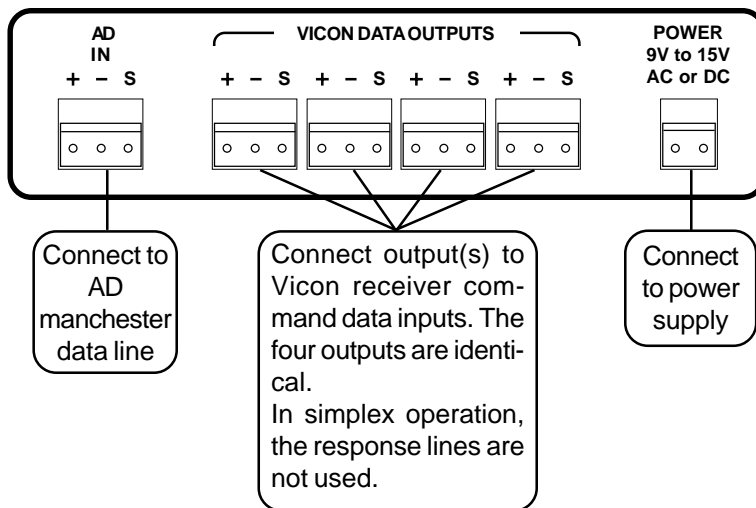 AD
IN
+ – S
VICON DATA OUTPUTS
+ – S + – S + – S + – S
POWER
9V to 15V
AC or DC
Connect to
AD
manchester
data line
Connect output(s) to
Vicon receiver com-
mand data inputs. The
four outputs are identi-
cal.
In simplex operation,
the response lines are
not used.
Connect
to power
supply